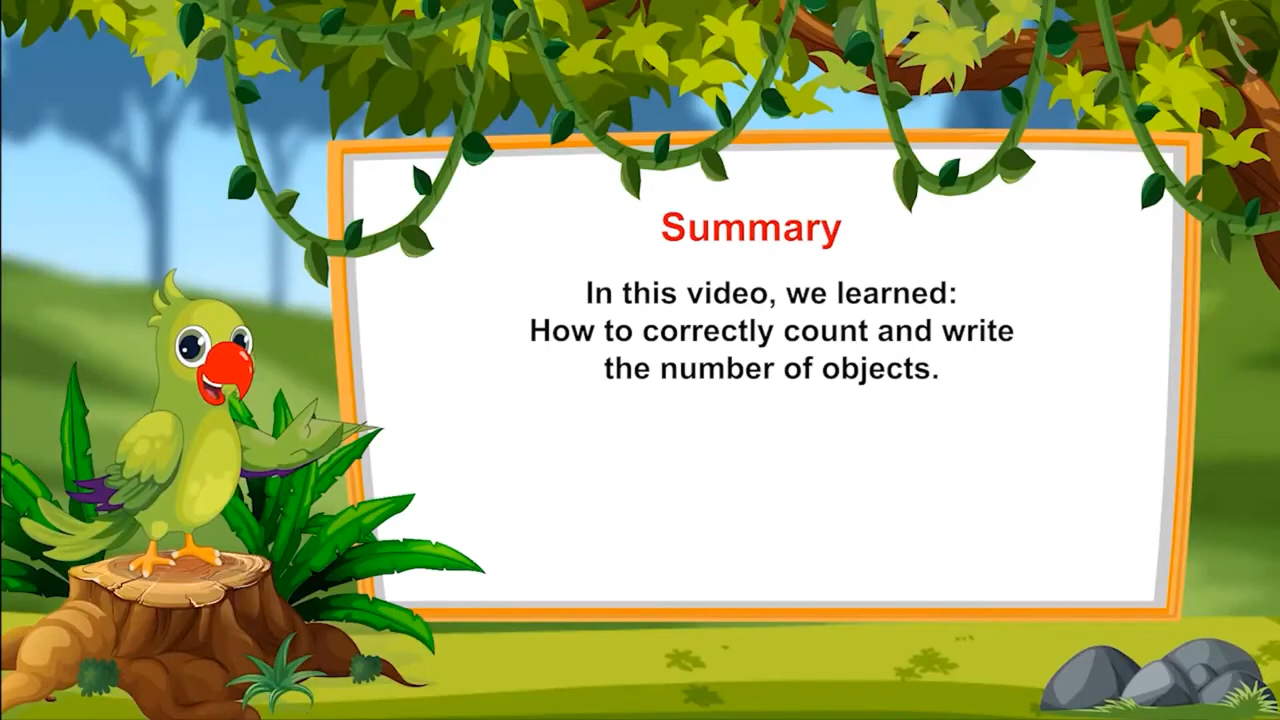 Summary
In this video, we learned:
How to correctly count and write
the number of objects.